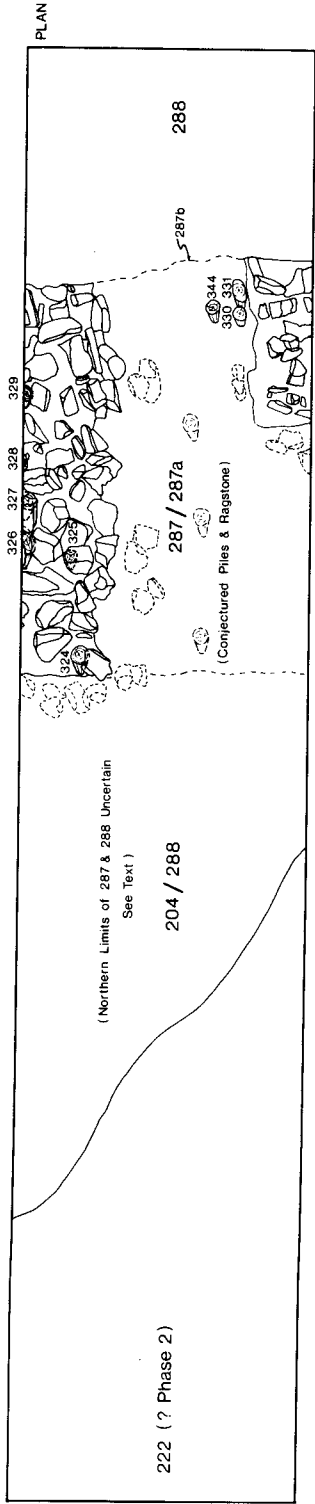 PLAN
288
287b
344
330 331
329
328
327
326
325
324
287 / 287a
(Conjectured Piles & Ragstone)
(Northern Limits of 287 & 288 Uncertain
See Text )
204 / 288
222 (? Phase 2)